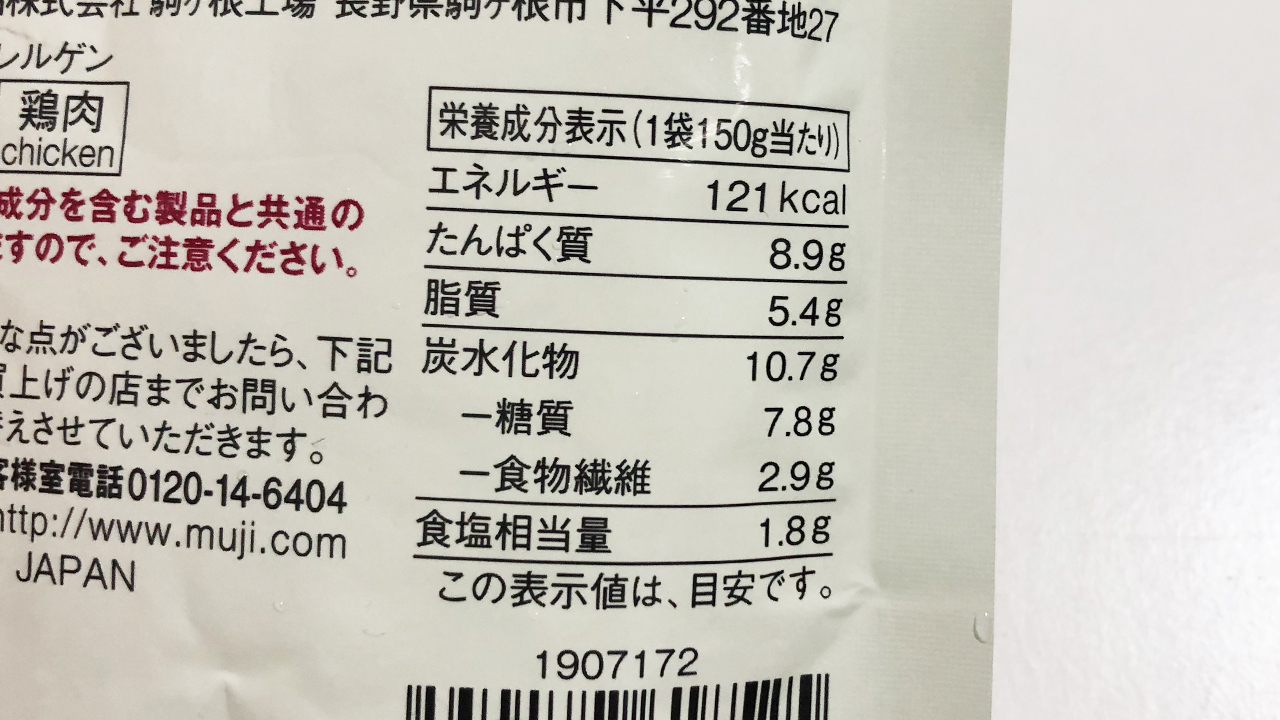 株式会社 駒ヶ根工場 長野県駒ケ根市下平292番地27
レルゲン
鶏肉
chicken
成分を含む製品と共通の
ますので、ご注意ください。
な点がございましたら、下記
買上げの店までお問い合わ
替えさせていただきます。
客様室電話0120-14-6404
http://www.muji.com
JAPAN
栄養成分表示(1袋150g当たり)
エネルギー 121kcal
たんぱく質 8.9g
脂質 5.4g
炭水化物 10.7g
－糖質 7.8g
－食物繊維 2.9g
食塩相当量 1.8g
この表示値は、目安です。
1907172